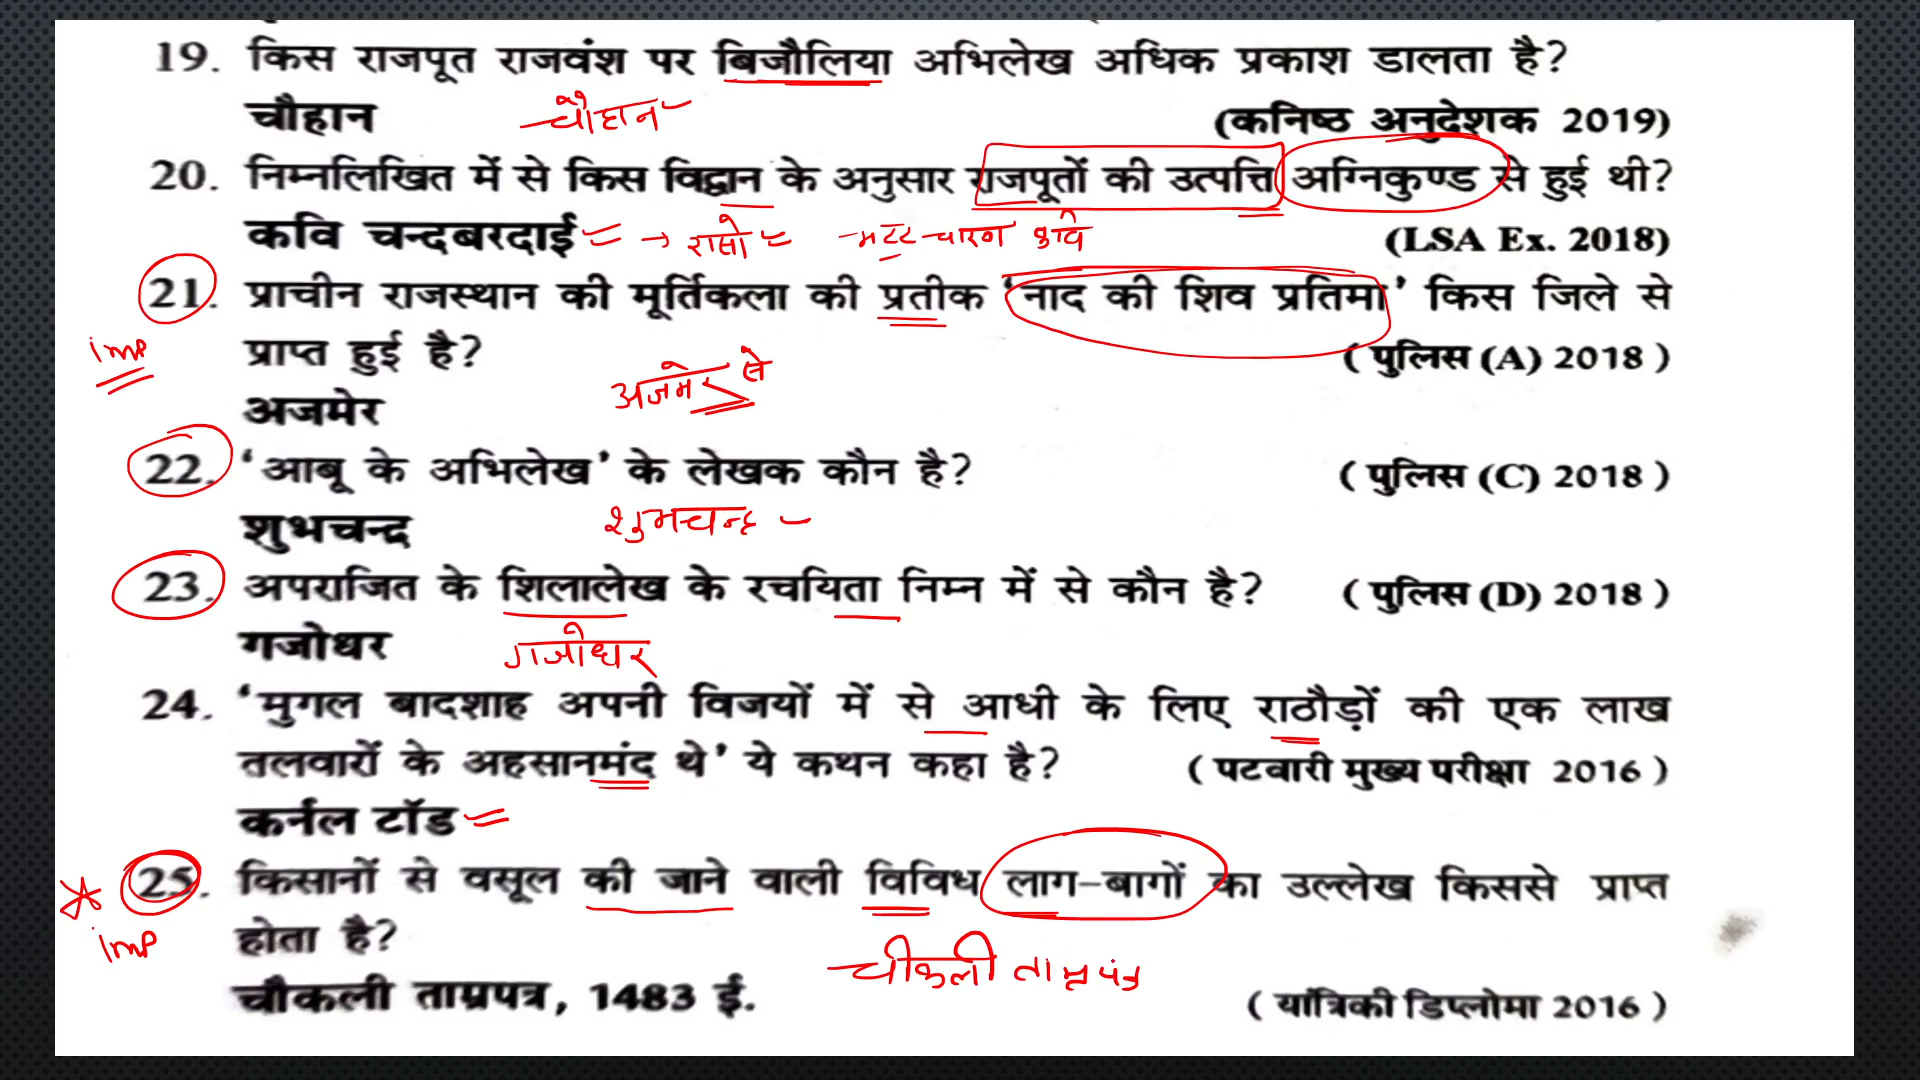 19. किस राजपूत राजवंश पर बिजौलिया अभिलेख अधिक प्रकाश डालता है?
चौहान चौहान (कनिष्ठ अनुदेशक 2019)
20. निम्नलिखित में से किस विद्वान के अनुसार राजपूतों की उत्पत्ति अग्निकुण्ड से हुई थी?
कवि चन्दबरदाई → रासो - भट्ट चारण कवि (LSA Ex. 2018)
21. प्राचीन राजस्थान की मूर्तिकला की प्रतीक 'नाद की शिव प्रतिमा' किस जिले से
imp प्राप्त हुई है? (पुलिस (A) 2018)
अजमेर अजमेर से
22. 'आबू के अभिलेख' के लेखक कौन है? (पुलिस (C) 2018)
शुभचन्द्र शुभचन्द्र
23. अपराजित के शिलालेख के रचयिता निम्न में से कौन है? (पुलिस (D) 2018)
गजोधर गजोधर
24. 'मुगल बादशाह अपनी विजयों में से आधी के लिए राठौड़ों की एक लाख
तलवारों के अहसानमंद थे' ये कथन कहा है? (पटवारी मुख्य परीक्षा 2016)
कर्नल टॉड
25. किसानों से वसूल की जाने वाली विविध लाग-बागों का उल्लेख किससे प्राप्त
imp होता है? चीकली ताम्रपत्र
चीकली ताम्रपत्र, 1483 ई. (यांत्रिकी डिप्लोमा 2016)